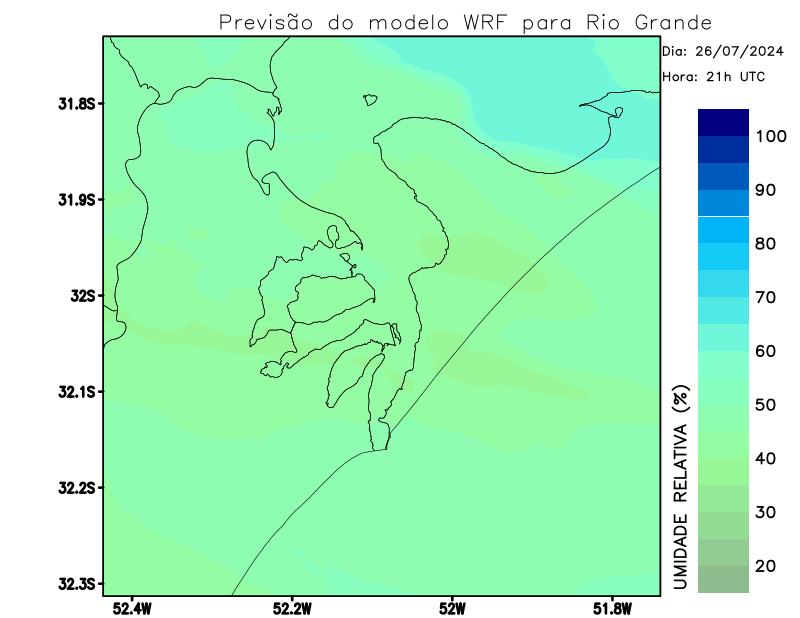 Previsão do modelo WRF para Rio Grande
Dia: 26/07/2024
Hora: 21h UTC
31.8S
31.9S
32S
32.1S
32.2S
32.3S
52.4W
52.2W
52W
51.8W
100
90
80
70
60
50
40
30
20
UMIDADE RELATIVA (%)